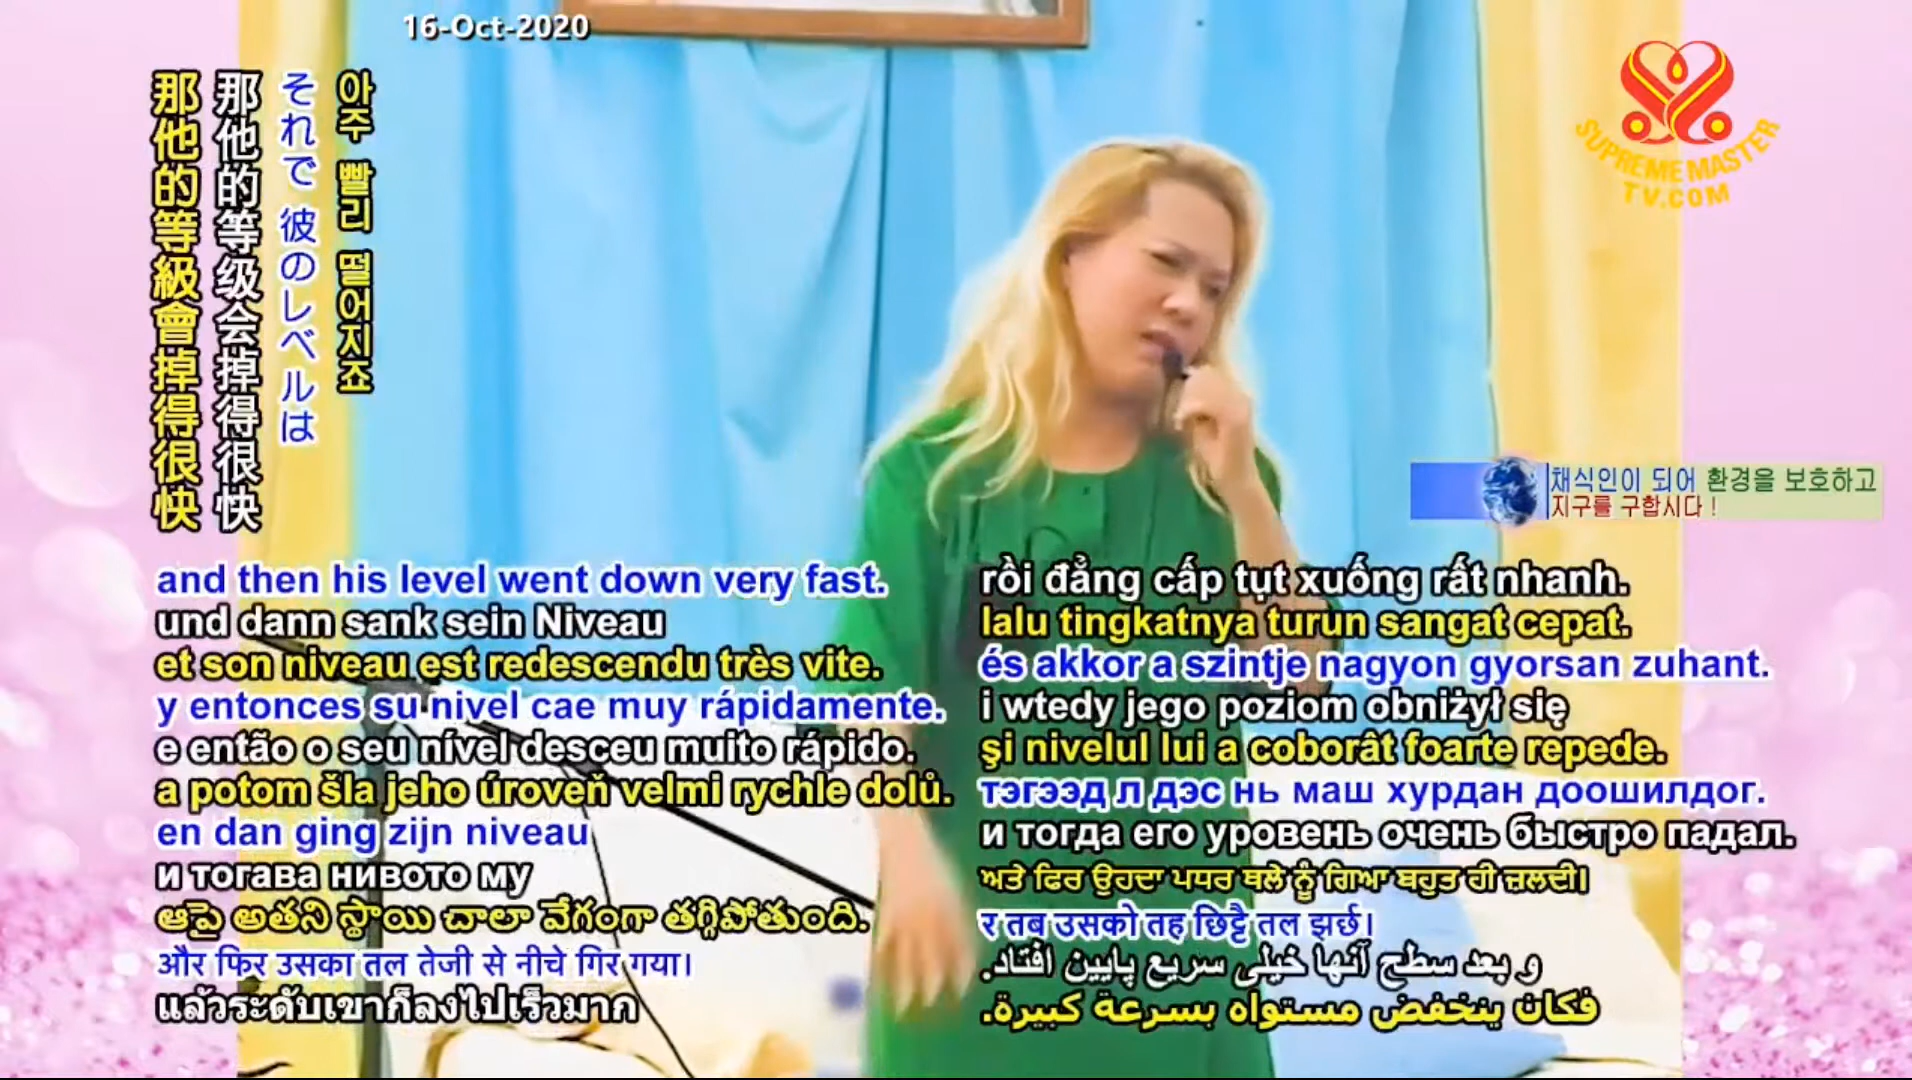 16-Oct-2020
SUPREME MASTER
TV.COM
아주 빨리 떨어지죠
それで 彼のレベルは
那他的等级会掉得很快
那他的等級會掉得很快
채식인이 되어 환경을 보호하고
지구를 구합시다 !
and then his level went down very fast.
und dann sank sein Niveau
et son niveau est redescendu très vite.
y entonces su nivel cae muy rápidamente.
e então o seu nível desceu muito rápido.
a potom šla jeho úroveň velmi rychle dolů.
en dan ging zijn niveau
и тогава нивото му
ఆపై అతని స్థాయి చాలా వేగంగా తగ్గిపోతుంది.
और फिर उसका तल तेजी से नीचे गिर गया।
แล้วระดับเขาก็ลงไปเร็วมาก
rồi đẳng cấp tụt xuống rất nhanh.
lalu tingkatnya turun sangat cepat.
és akkor a szintje nagyon gyorsan zuhant.
i wtedy jego poziom obniżył się
şi nivelul lui a coborât foarte repede.
тэгээд л дэс нь маш хурдан доошилдог.
и тогда его уровень очень быстро падал.
ਅਤੇ ਫਿਰ ਉਹਦਾ ਪਧਰ ਥਲੇ ਨੂੰ ਗਿਆ ਬਹੁਤ ਹੀ ਜ਼ਲਦੀ।
र तब उसको तह छिट्टै तल झर्छ।
و بعد سطح آنها خیلی سریع پایین افتاد.
فكان ينخفض مستواه بسرعة كبيرة.